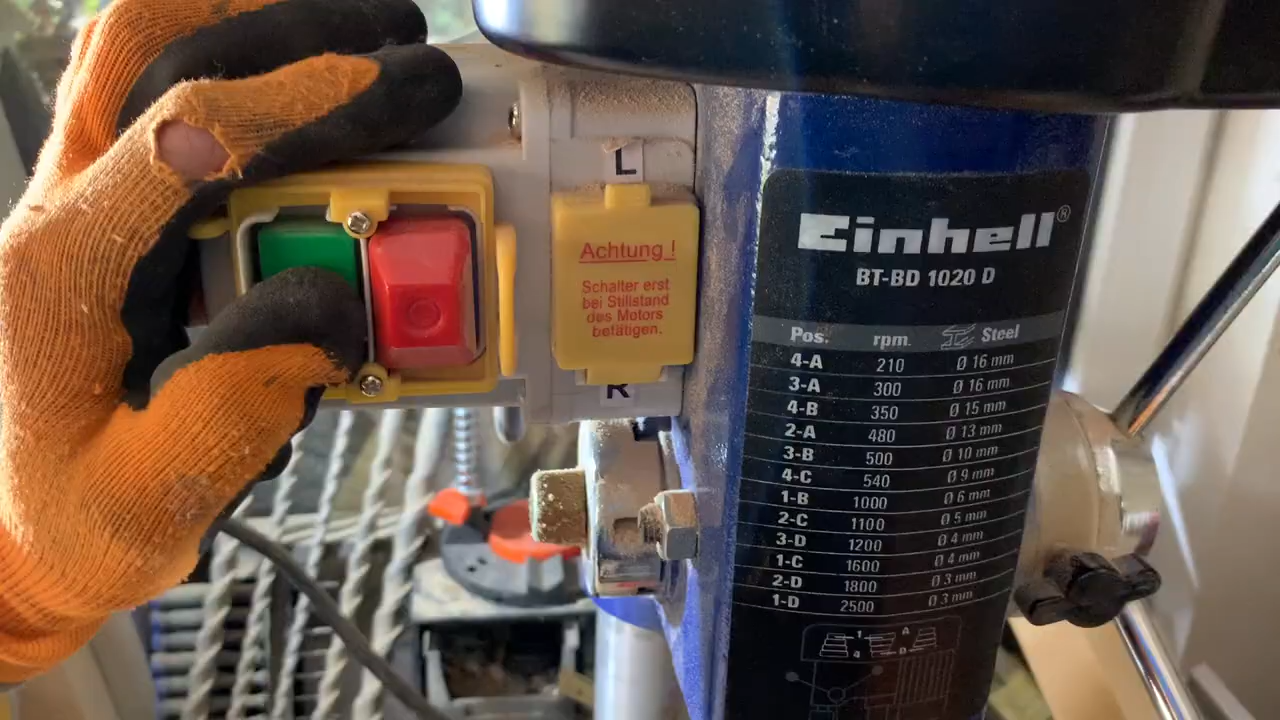 L
Achtung !
Schalter erst
bei Stillstand
des Motors
betätigen.
R
Einhell®
BT-BD 1020 D
Pos. rpm. Steel
4-A 210 Ø 16 mm
3-A 300 Ø 16 mm
4-B 350 Ø 15 mm
2-A 480 Ø 13 mm
3-B 500 Ø 10 mm
4-C 540 Ø 9 mm
1-B 1000 Ø 6 mm
2-C 1100 Ø 5 mm
3-D 1200 Ø 4 mm
1-C 1600 Ø 4 mm
2-D 1800 Ø 3 mm
1-D 2500 Ø 3 mm
1 A
4 D